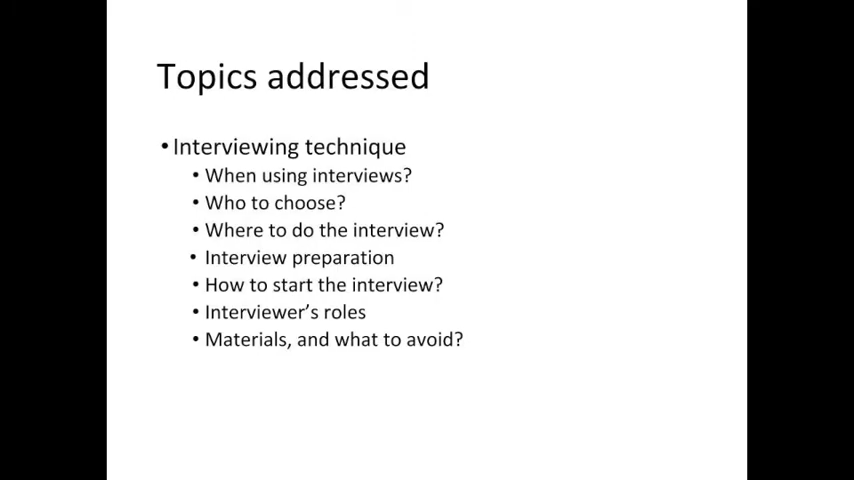 Topics addressed
• Interviewing technique
• When using interviews?
• Who to choose?
• Where to do the interview?
• Interview preparation
• How to start the interview?
• Interviewer’s roles
• Materials, and what to avoid?